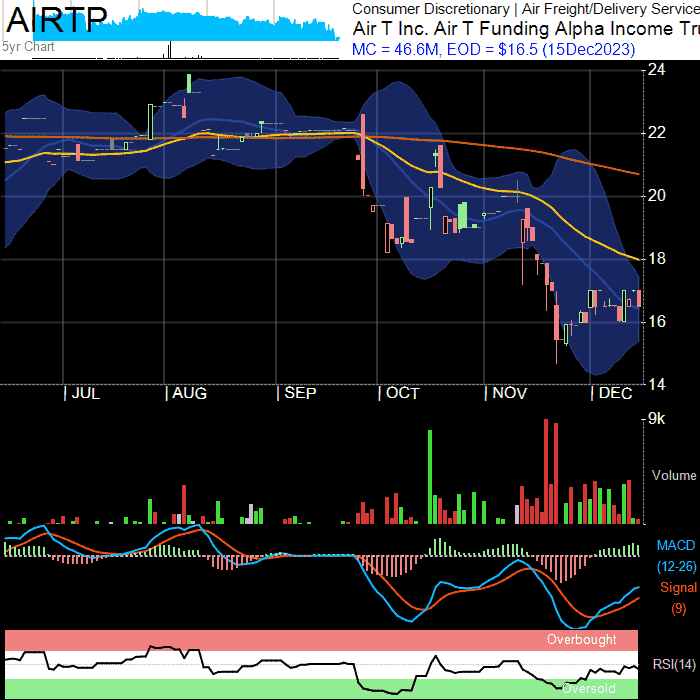 AIRTP
5yr Chart
Consumer Discretionary | Air Freight/Delivery Service
Air T Inc. Air T Funding Alpha Income Tru
MC = 46.6M, EOD = $16.5 (15Dec2023)
24
22
20
18
16
14
JUL AUG SEP OCT NOV DEC
9k
Volume
MACD
(12-26)
Signal
(9)
Overbought
RSI(14)
Oversold